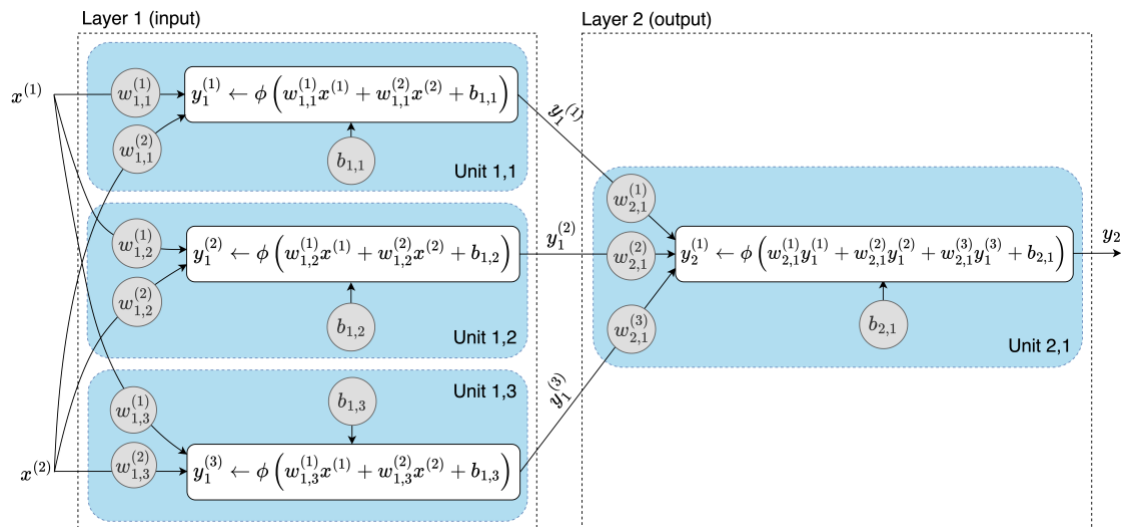 Layer 1 (input)
Layer 2 (output)
x^{(1)}
w_{1,1}^{(1)}
y_1^{(1)} ← ϕ(w_{1,1}^{(1)}x^{(1)} + w_{1,1}^{(2)}x^{(2)} + b_{1,1})
w_{1,1}^{(2)}
b_{1,1}
Unit 1,1
y_1^{(1)}
w_{1,2}^{(1)}
y_1^{(2)} ← ϕ(w_{1,2}^{(1)}x^{(1)} + w_{1,2}^{(2)}x^{(2)} + b_{1,2})
w_{1,2}^{(2)}
b_{1,2}
Unit 1,2
y_1^{(2)}
Unit 1,3
w_{1,3}^{(1)}
b_{1,3}
x^{(2)}
w_{1,3}^{(2)}
y_1^{(3)} ← ϕ(w_{1,3}^{(1)}x^{(1)} + w_{1,3}^{(2)}x^{(2)} + b_{1,3})
y_1^{(3)}
w_{2,1}^{(1)}
w_{2,1}^{(2)}
y_2^{(1)} ← ϕ(w_{2,1}^{(1)}y_1^{(1)} + w_{2,1}^{(2)}y_1^{(2)} + w_{2,1}^{(3)}y_1^{(3)} + b_{2,1})
y_2
w_{2,1}^{(3)}
b_{2,1}
Unit 2,1